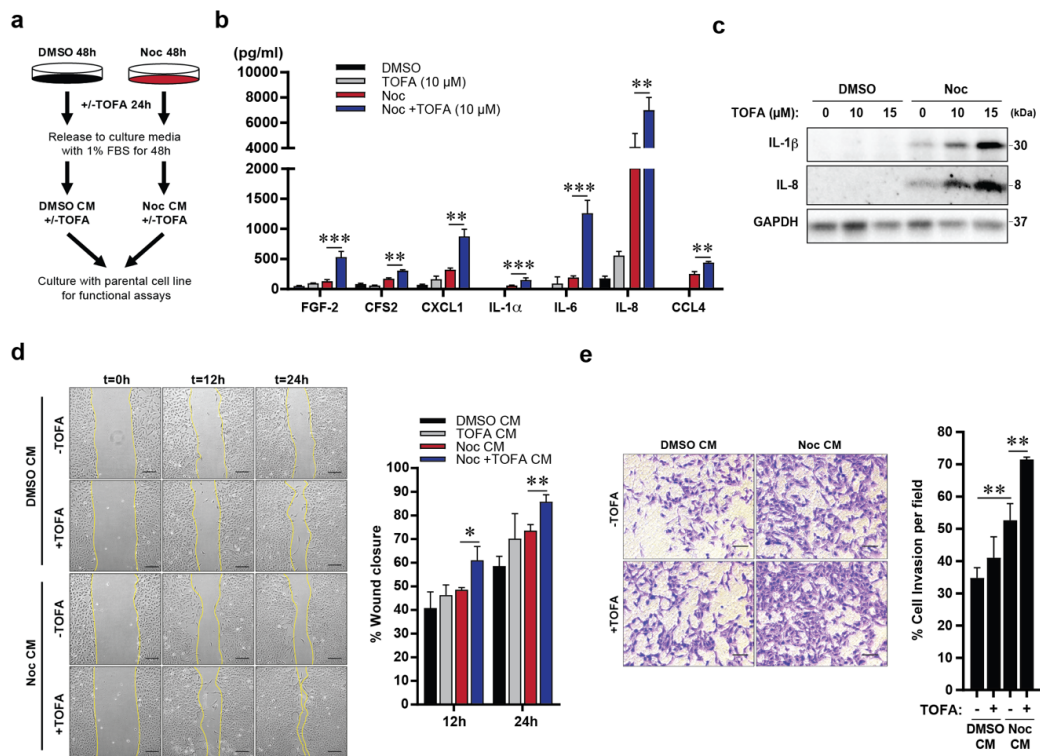 a
DMSO 48h
Noc 48h
+/-TOFA 24h
Release to culture media
with 1% FBS for 48h
DMSO CM
+/-TOFA
Noc CM
+/-TOFA
Culture with parental cell line
for functional assays
b
(pg/ml)
DMSO
TOFA (10 µM)
Noc
Noc +TOFA (10 µM)
10000
8000
6000
4000
2000
1500
1000
500
0
***
**
**
***
***
**
**
FGF-2
CFS2
CXCL1
IL-1α
IL-6
IL-8
CCL4
c
DMSO
Noc
TOFA (µM):
0 10 15 0 10 15 (kDa)
IL-1β
30
IL-8
8
GAPDH
37
d
t=0h
t=12h
t=24h
DMSO CM
-TOFA
+TOFA
Noc CM
-TOFA
+TOFA
DMSO CM
TOFA CM
Noc CM
Noc +TOFA CM
% Wound closure
100
90
80
70
60
50
40
30
20
10
0
*
**
12h
24h
e
DMSO CM
Noc CM
-TOFA
+TOFA
% Cell Invasion per field
80
70
60
50
40
30
20
10
0
**
**
TOFA: - + - +
DMSO
CM
Noc
CM